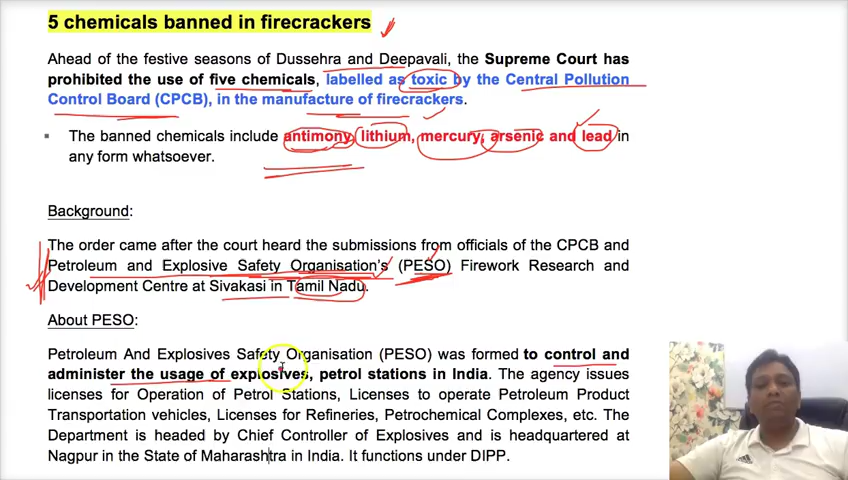 5 chemicals banned in firecrackers
Ahead of the festive seasons of Dussehra and Deepavali, the Supreme Court has
prohibited the use of five chemicals, labelled as toxic by the Central Pollution
Control Board (CPCB), in the manufacture of firecrackers.
▪ The banned chemicals include antimony, lithium, mercury, arsenic and lead in
any form whatsoever.
Background:
The order came after the court heard the submissions from officials of the CPCB and
Petroleum and Explosive Safety Organisation's (PESO) Firework Research and
Development Centre at Sivakasi in Tamil Nadu.
About PESO:
Petroleum And Explosives Safety Organisation (PESO) was formed to control and
administer the usage of explosives, petrol stations in India. The agency issues
licenses for Operation of Petrol Stations, Licenses to operate Petroleum Product
Transportation vehicles, Licenses for Refineries, Petrochemical Complexes, etc. The
Department is headed by Chief Controller of Explosives and is headquartered at
Nagpur in the State of Maharashtra in India. It functions under DIPP.